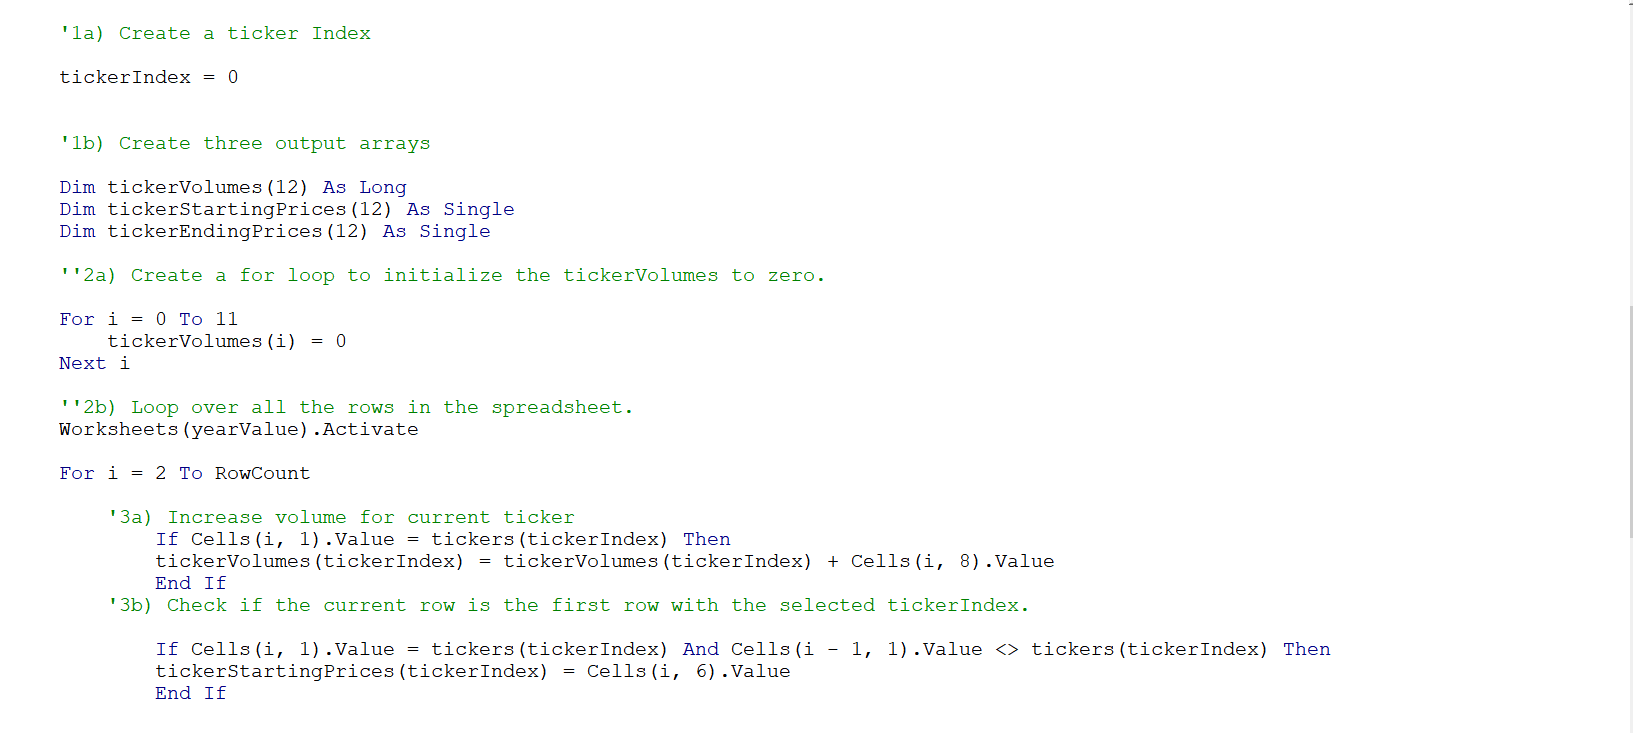 '1a) Create a ticker Index
tickerIndex = 0
'1b) Create three output arrays
Dim tickerVolumes(12) As Long
Dim tickerStartingPrices(12) As Single
Dim tickerEndingPrices(12) As Single
''2a) Create a for loop to initialize the tickerVolumes to zero.
For i = 0 To 11
tickerVolumes(i) = 0
Next i
''2b) Loop over all the rows in the spreadsheet.
Worksheets(yearValue).Activate
For i = 2 To RowCount
'3a) Increase volume for current ticker
If Cells(i, 1).Value = tickers(tickerIndex) Then
tickerVolumes(tickerIndex) = tickerVolumes(tickerIndex) + Cells(i, 8).Value
End If
'3b) Check if the current row is the first row with the selected tickerIndex.
If Cells(i, 1).Value = tickers(tickerIndex) And Cells(i - 1, 1).Value <> tickers(tickerIndex) Then
tickerStartingPrices(tickerIndex) = Cells(i, 6).Value
End If